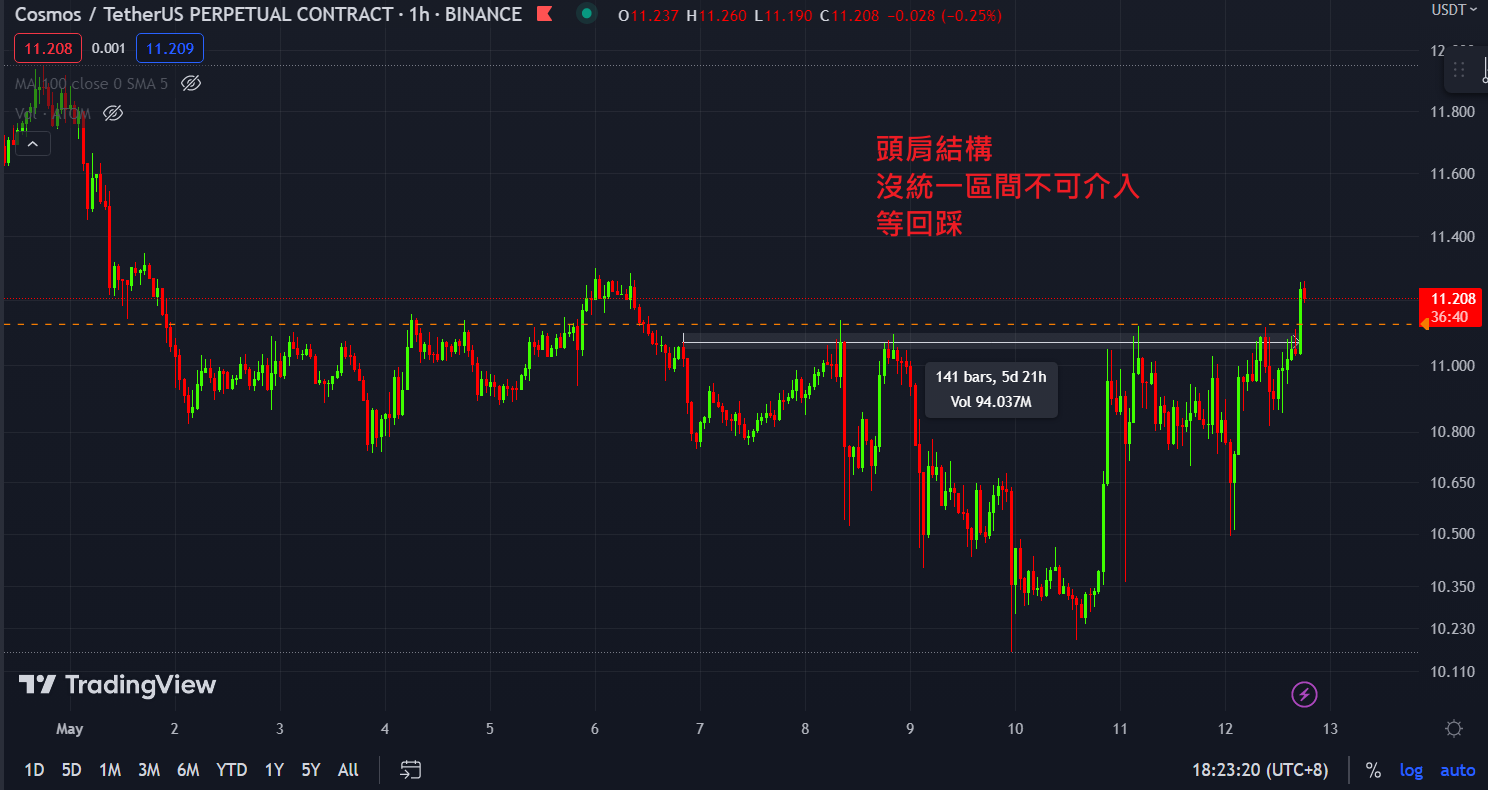 Cosmos / TetherUS PERPETUAL CONTRACT · 1h · BINANCE O11.237 H11.260 L11.190 C11.208 −0.028 (−0.25%)
USDT
11.208 0.001 11.209
MA 100 close 0 SMA 5
Vol · ATOM
頭肩結構
沒統一區間不可介入
等回踩
11.800
11.600
11.400
11.208
36:40
11.000
10.800
10.650
10.500
10.350
10.230
10.110
141 bars, 5d 21h
Vol 94.037M
TradingView
May 2 3 4 5 6 7 8 9 10 11 12 13
1D 5D 1M 3M 6M YTD 1Y 5Y All
18:23:20 (UTC+8) % log auto